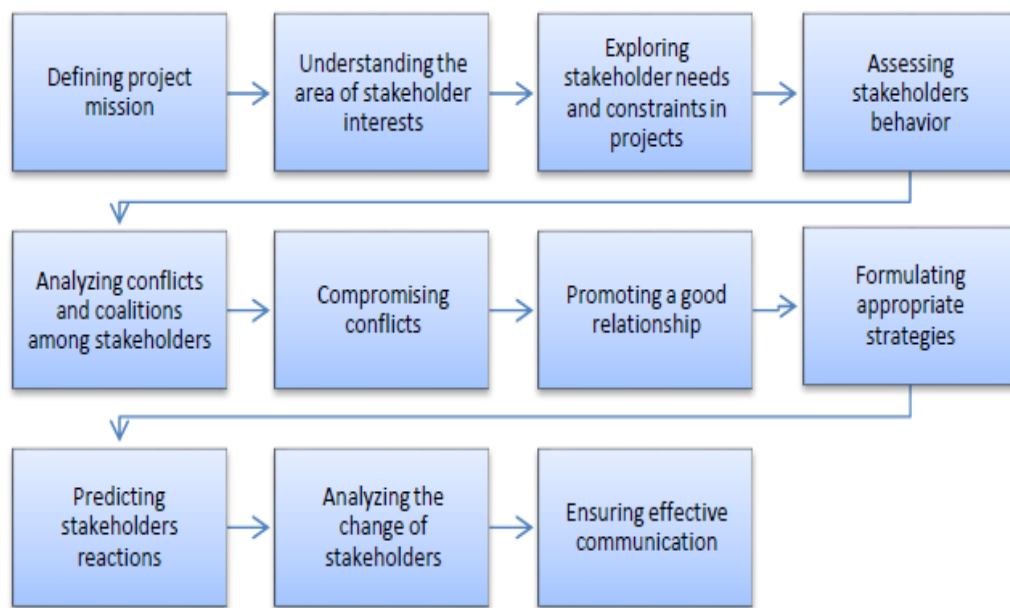 Defining project
mission
Understanding the
area of stakeholder
interests
Exploring
stakeholder needs
and constraints in
projects
Assessing
stakeholders
behavior
Analyzing conflicts
and coalitions
among stakeholders
Compromising
conflicts
Promoting a good
relationship
Formulating
appropriate
strategies
Predicting
stakeholders
reactions
Analyzing the
change of
stakeholders
Ensuring effective
communication